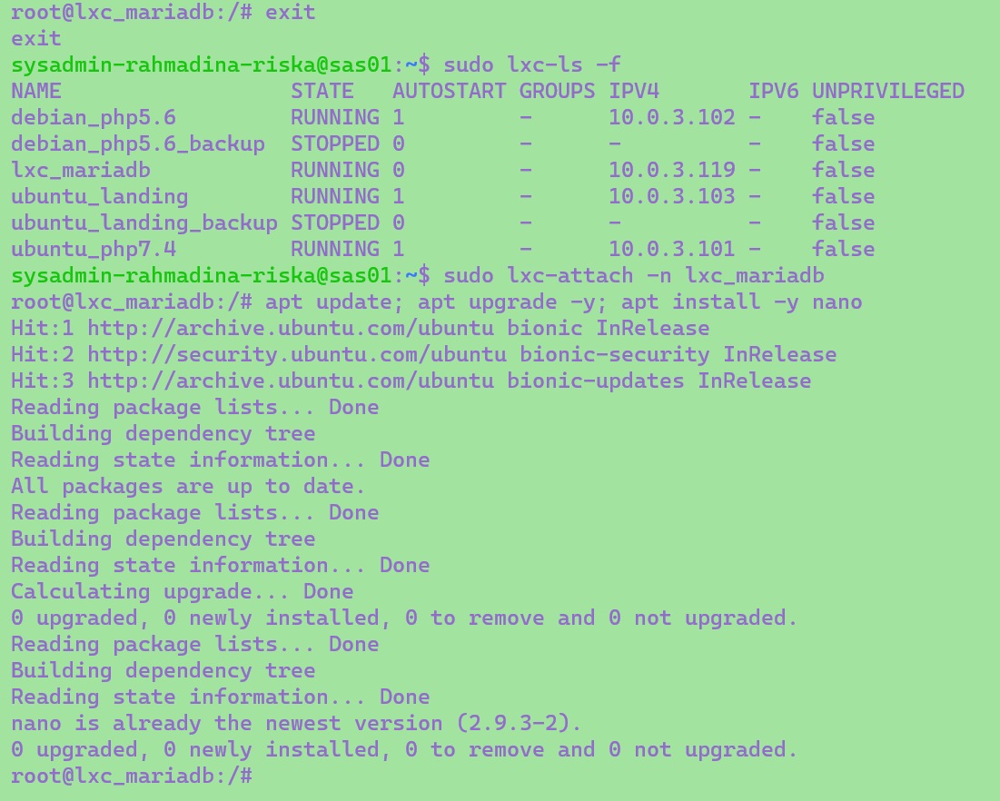 root@lxc_mariadb:/# exit
exit
sysadmin-rahmadina-riska@sas01:~$ sudo lxc-ls -f
NAME                  STATE   AUTOSTART GROUPS IPV4       IPV6 UNPRIVILEGED
debian_php5.6         RUNNING 1         -      10.0.3.102 -    false
debian_php5.6_backup  STOPPED 0         -      -          -    false
lxc_mariadb           RUNNING 0         -      10.0.3.119 -    false
ubuntu_landing        RUNNING 1         -      10.0.3.103 -    false
ubuntu_landing_backup STOPPED 0         -      -          -    false
ubuntu_php7.4         RUNNING 1         -      10.0.3.101 -    false
sysadmin-rahmadina-riska@sas01:~$ sudo lxc-attach -n lxc_mariadb
root@lxc_mariadb:/# apt update; apt upgrade -y; apt install -y nano
Hit:1 http://archive.ubuntu.com/ubuntu bionic InRelease
Hit:2 http://security.ubuntu.com/ubuntu bionic-security InRelease
Hit:3 http://archive.ubuntu.com/ubuntu bionic-updates InRelease
Reading package lists... Done
Building dependency tree
Reading state information... Done
All packages are up to date.
Reading package lists... Done
Building dependency tree
Reading state information... Done
Calculating upgrade... Done
0 upgraded, 0 newly installed, 0 to remove and 0 not upgraded.
Reading package lists... Done
Building dependency tree
Reading state information... Done
nano is already the newest version (2.9.3-2).
0 upgraded, 0 newly installed, 0 to remove and 0 not upgraded.
root@lxc_mariadb:/#